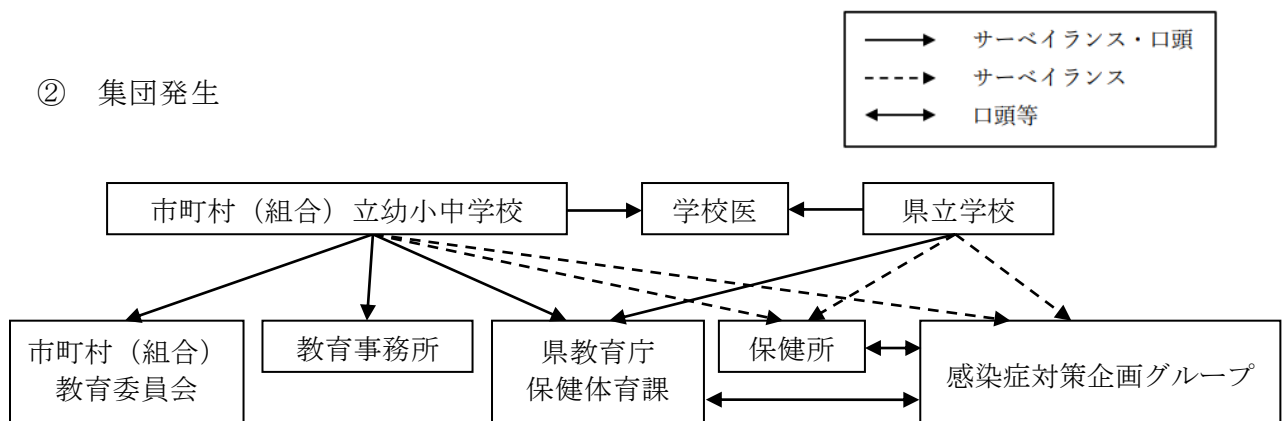 サーベイランス・口頭
サーベイランス
口頭等
② 集団発生
市町村（組合）立幼小中学校
学校医
県立学校
市町村（組合）
教育委員会
教育事務所
県教育庁
保健体育課
保健所
感染症対策企画グループ